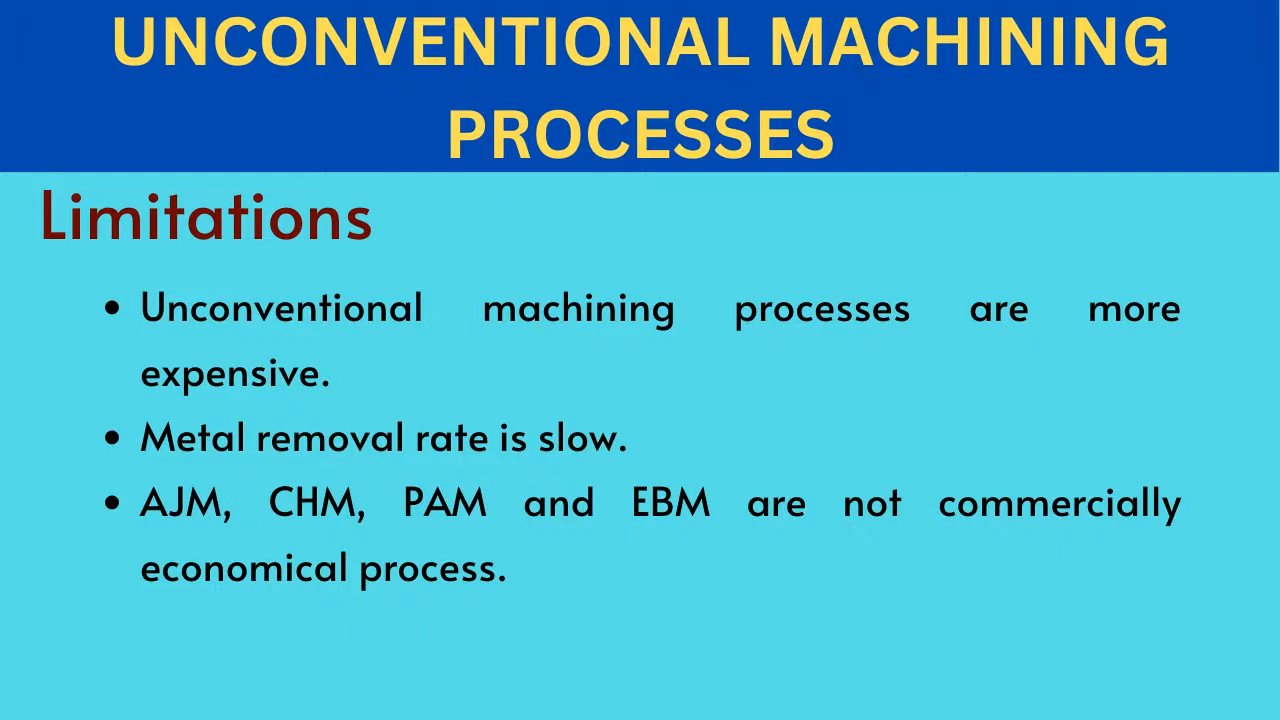 UNCONVENTIONAL MACHINING
PROCESSES
Limitations
• Unconventional machining processes are more
expensive.
• Metal removal rate is slow.
• AJM, CHM, PAM and EBM are not commercially
economical process.